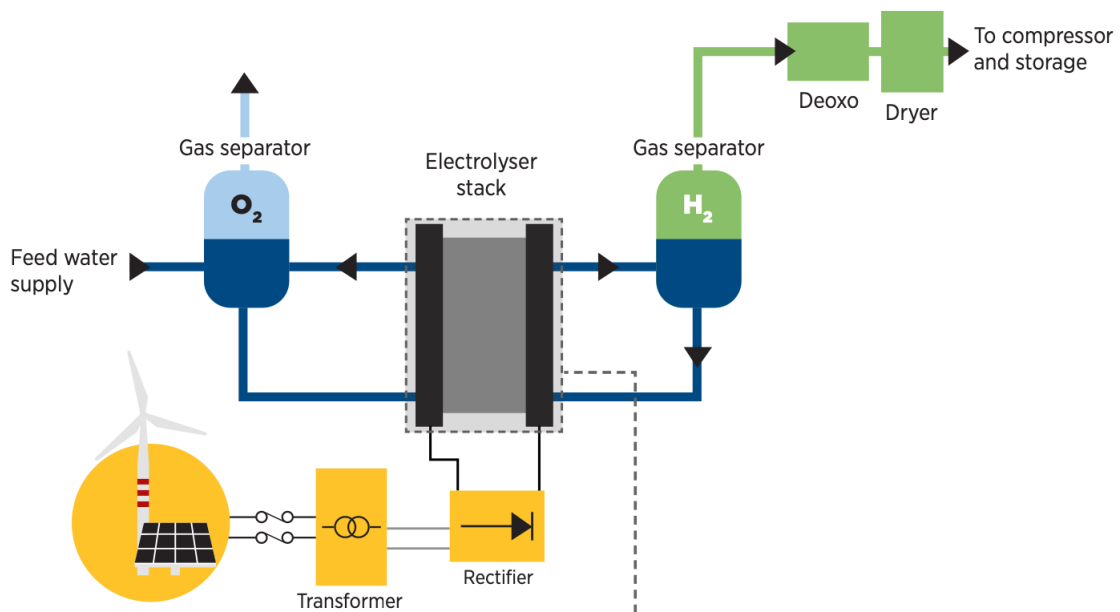 To compressor
and storage
Deoxo
Dryer
Gas separator
Electrolyser
stack
Gas separator
O₂
H₂
Feed water
supply
Transformer
Rectifier